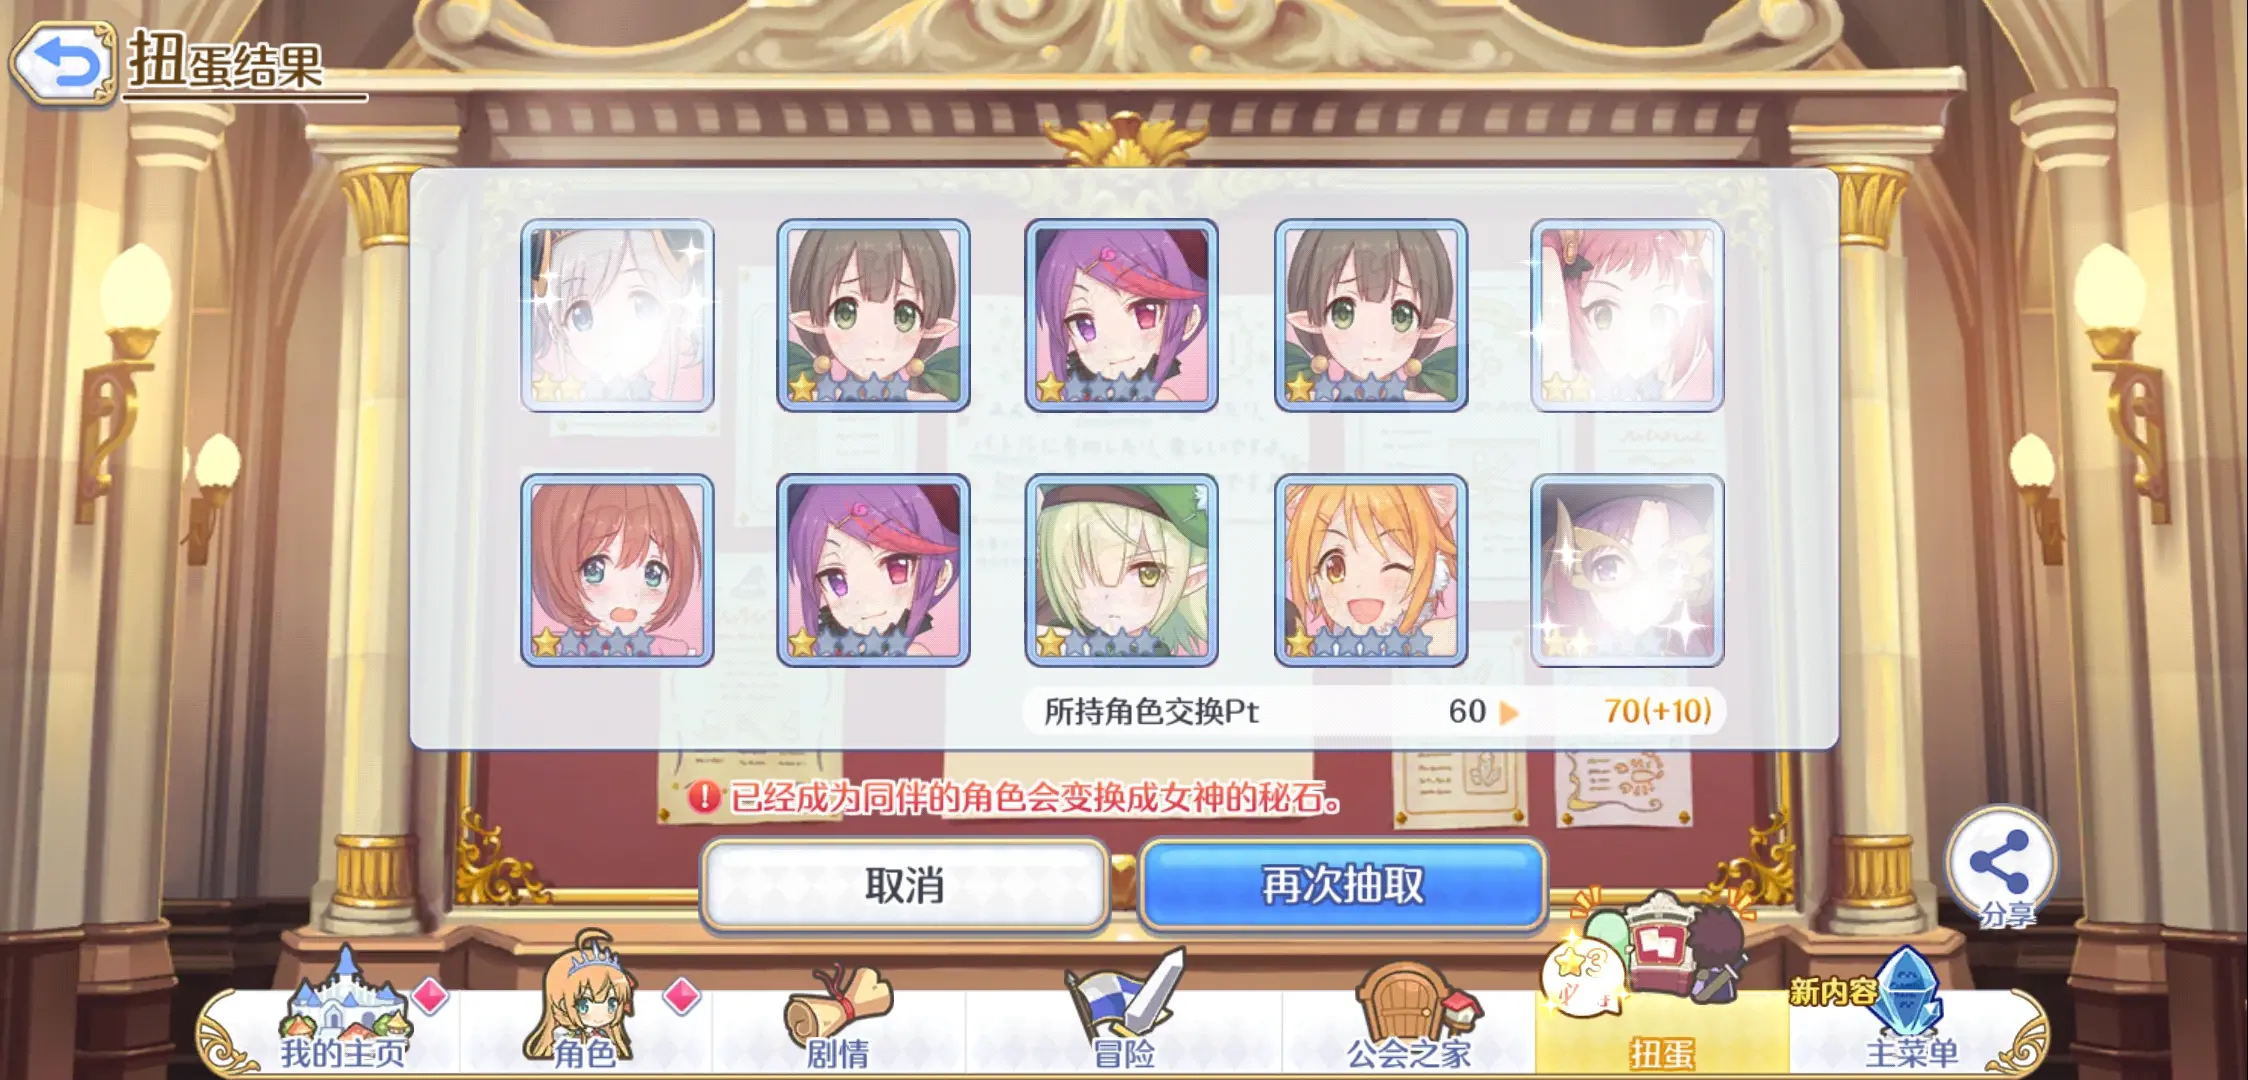 扭蛋结果
所持角色交换Pt 60 70(+10)
已经成为同伴的角色会变换成女神的秘石。
取消
再次抽取
分享
3
必
新内容
我的主页
角色
剧情
冒险
公会之家
扭蛋
主菜单